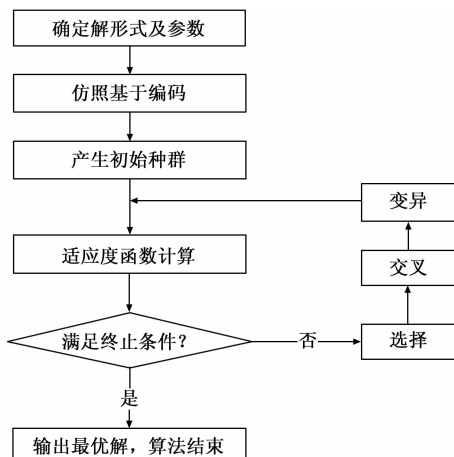 确定解形式及参数
仿照基于编码
产生初始种群
变异
适应度函数计算
交叉
满足终止条件？
否
选择
是
输出最优解，算法结束